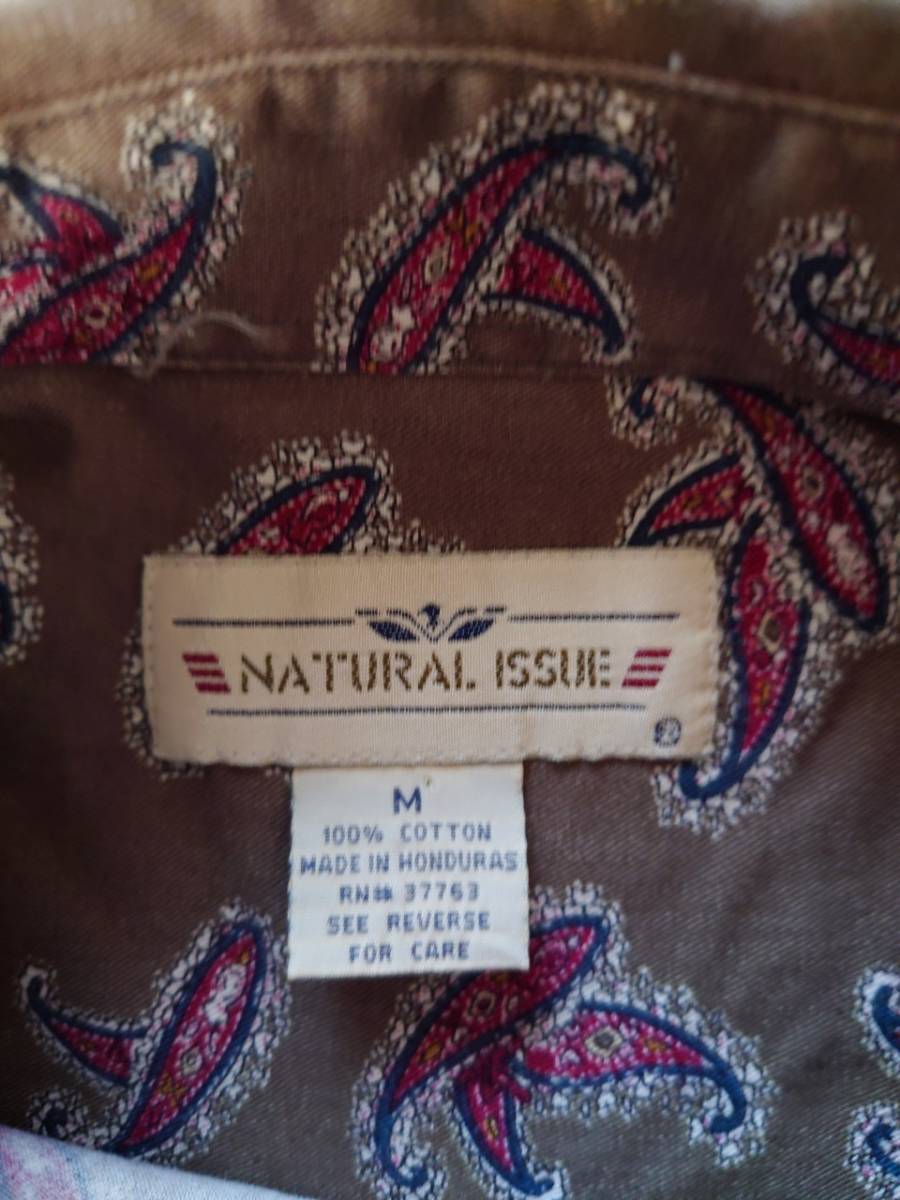 NATURAL ISSUE
®
M
100% COTTON
MADE IN HONDURAS
RN# 37763
SEE REVERSE
FOR CARE